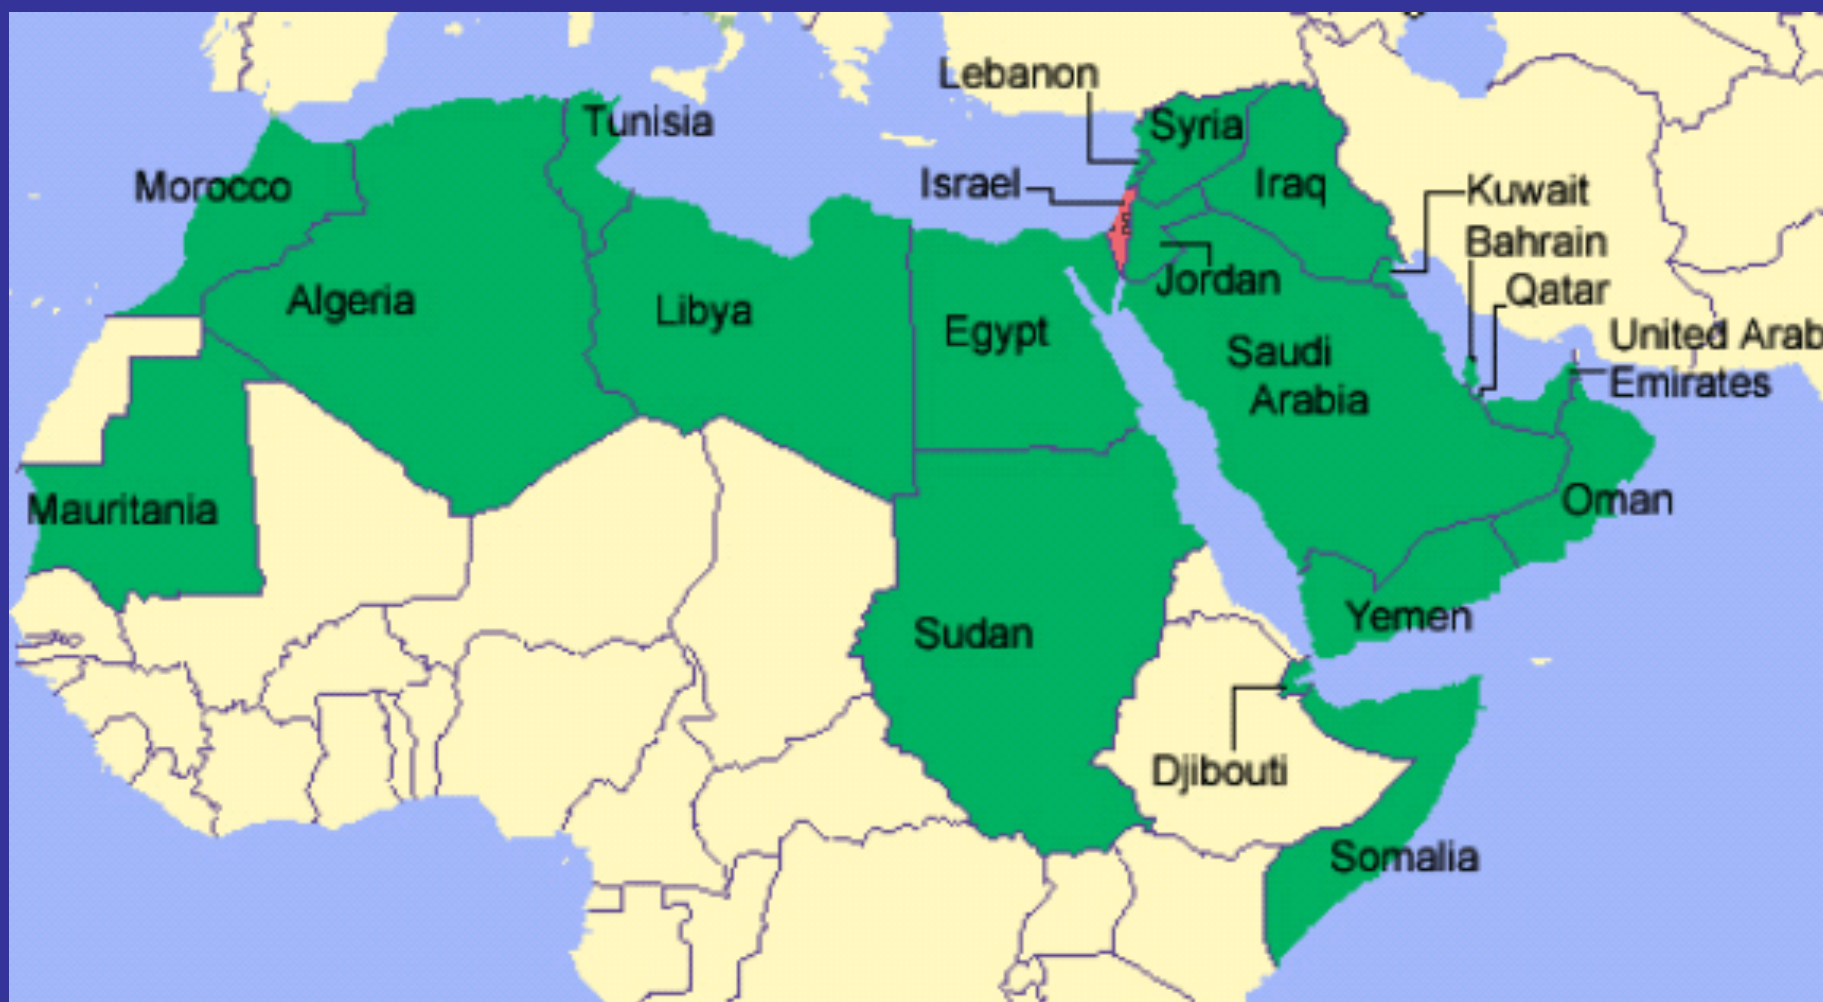 Lebanon
Tunisia
Syria
Morocco
Israel
Iraq
Kuwait
Bahrain
Jordan
Qatar
Algeria
Libya
Egypt
Saudi
Arabia
United Arab
Emirates
Mauritania
Oman
Sudan
Yemen
Djibouti
Somalia